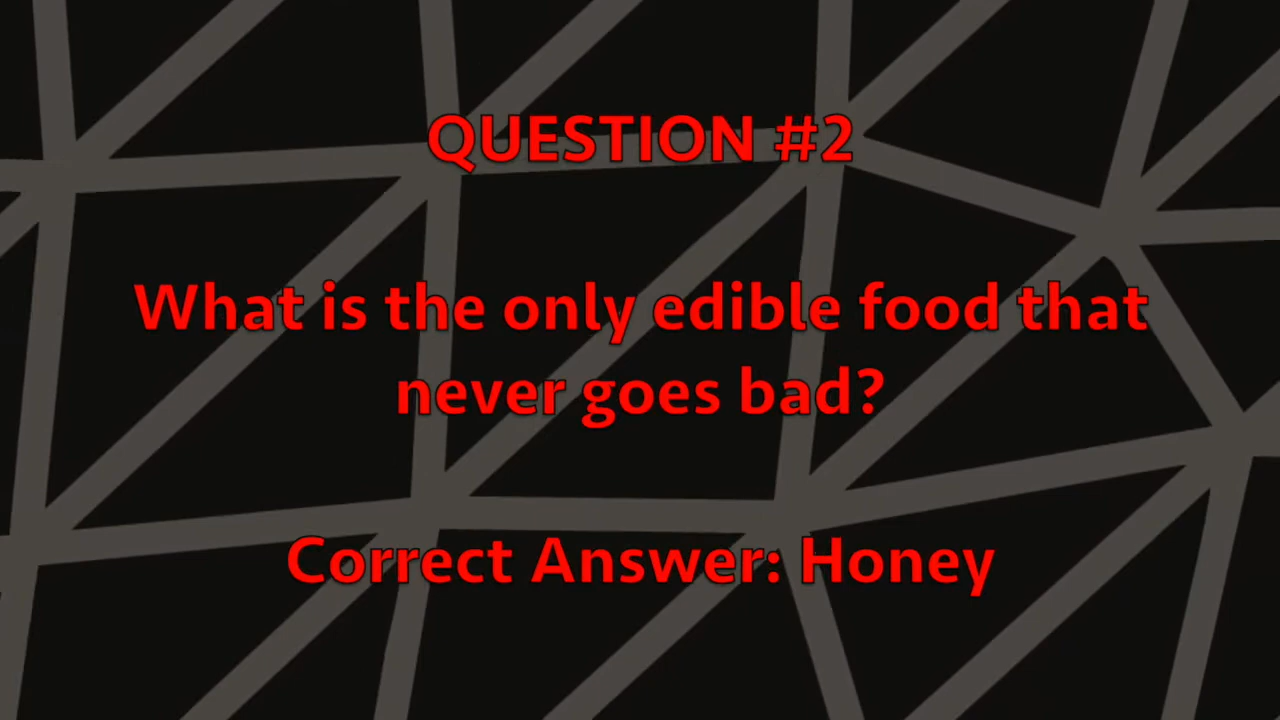 QUESTION #2
What is the only edible food that
never goes bad?
Correct Answer: Honey